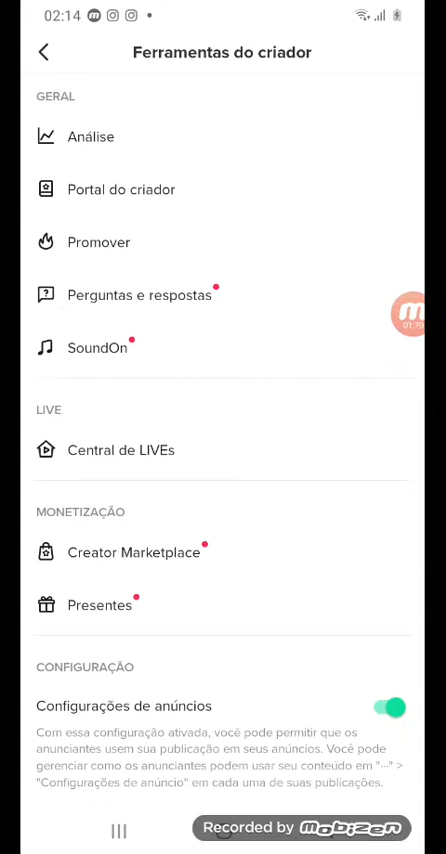 02:14
Ferramentas do criador
GERAL
Análise
Portal do criador
Promover
Perguntas e respostas
SoundOn
LIVE
Central de LIVEs
MONETIZAÇÃO
Creator Marketplace
Presentes
CONFIGURAÇÃO
Configurações de anúncios
Com essa configuração ativada, você pode permitir que os
anunciantes usem sua publicação em seus anúncios. Você pode
gerenciar como os anunciantes podem usar seu conteúdo em "···" >
"Configurações de anúncio" em cada uma de suas publicações.
Recorded by mobizen